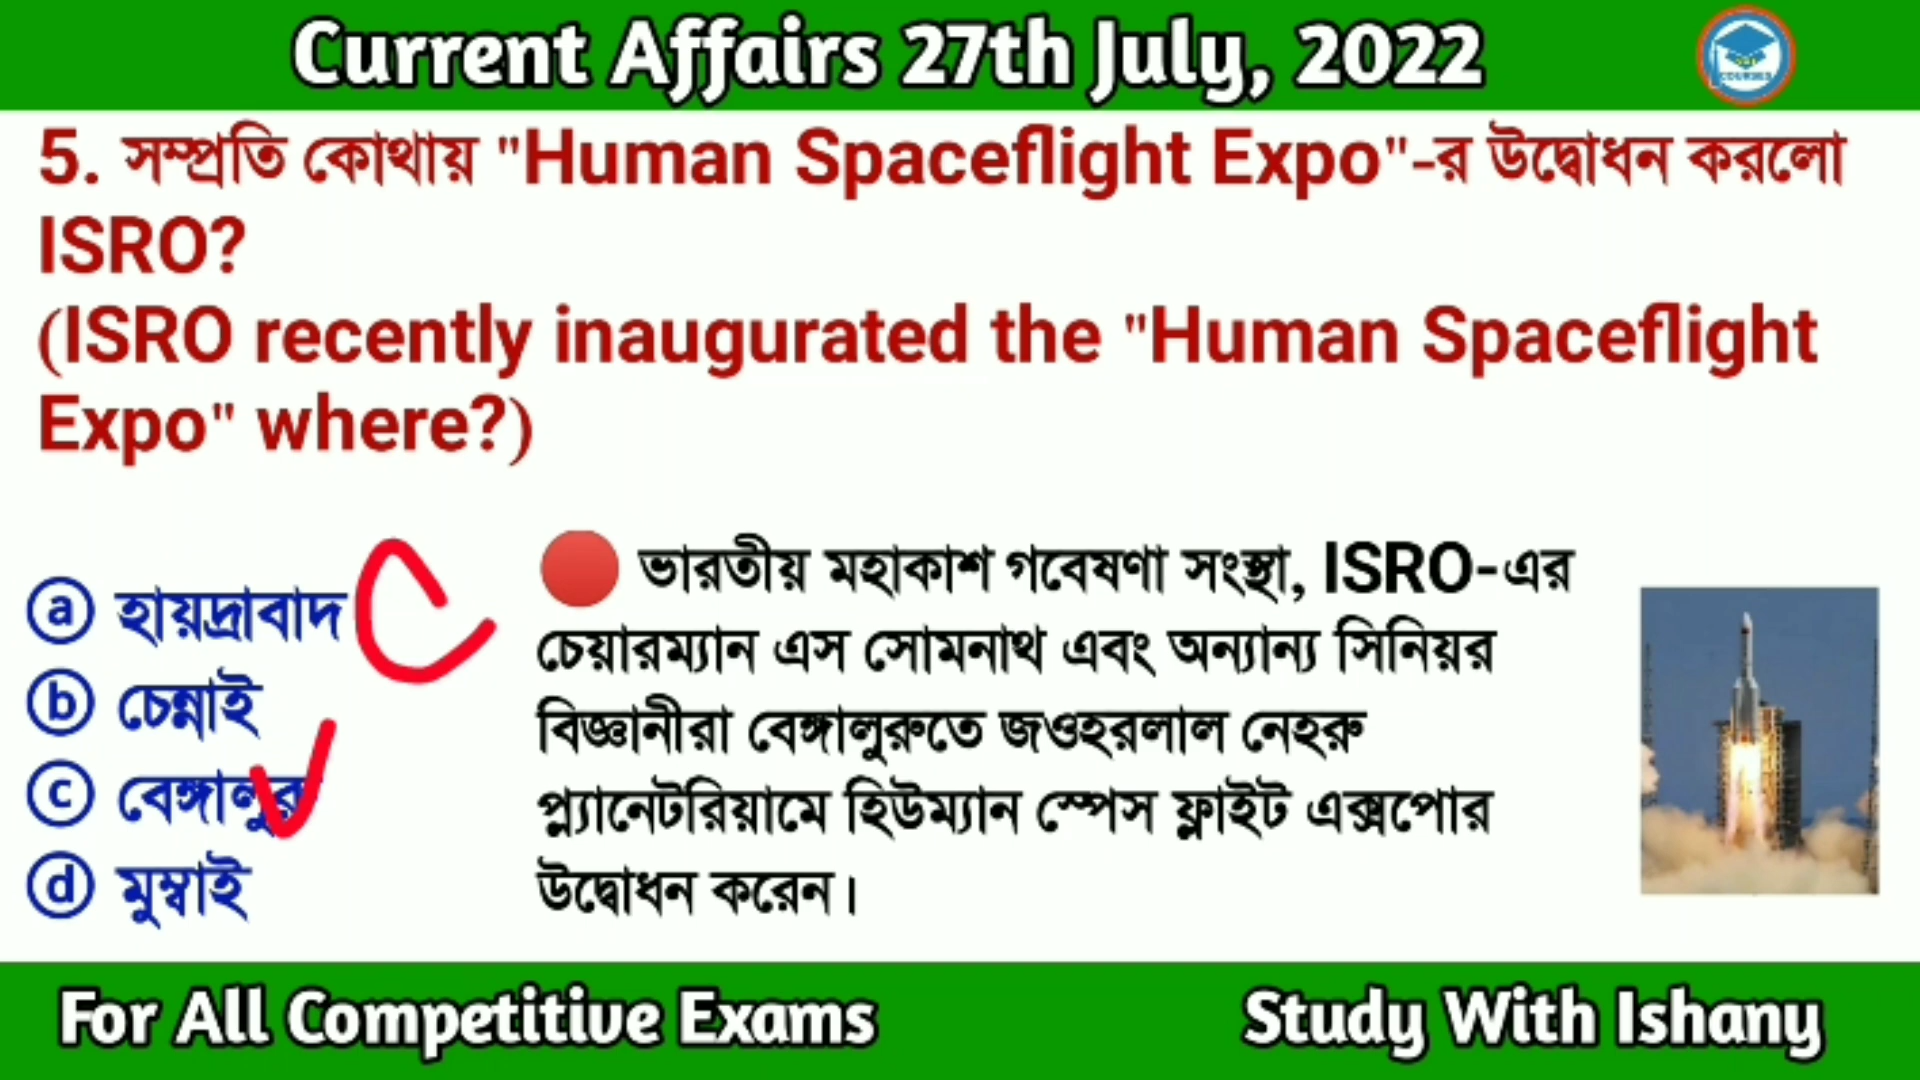 Current Affairs 27th July, 2022
COURSES
5. সম্প্রতি কোথায় "Human Spaceflight Expo"-র উদ্বোধন করলো
ISRO?
(ISRO recently inaugurated the "Human Spaceflight
Expo" where?)
ⓐ হায়দ্রাবাদ
ⓑ চেন্নাই
ⓒ বেঙ্গালুরু
ⓓ মুম্বাই
C
🔴 ভারতীয় মহাকাশ গবেষণা সংস্থা, ISRO-এর
চেয়ারম্যান এস সোমনাথ এবং অন্যান্য সিনিয়র
বিজ্ঞানীরা বেঙ্গালুরুতে জওহরলাল নেহরু
প্ল্যানেটরিয়ামে হিউম্যান স্পেস ফ্লাইট এক্সপোর
উদ্বোধন করেন।
For All Competitive Exams
Study With Ishany